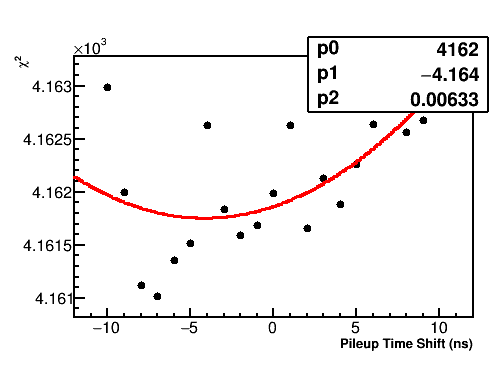 ×10³
χ²
p0 4162
p1 −4.164
p2 0.00633
4.163
4.1625
4.162
4.1615
4.161
−10 −5 0 5 10
Pileup Time Shift (ns)